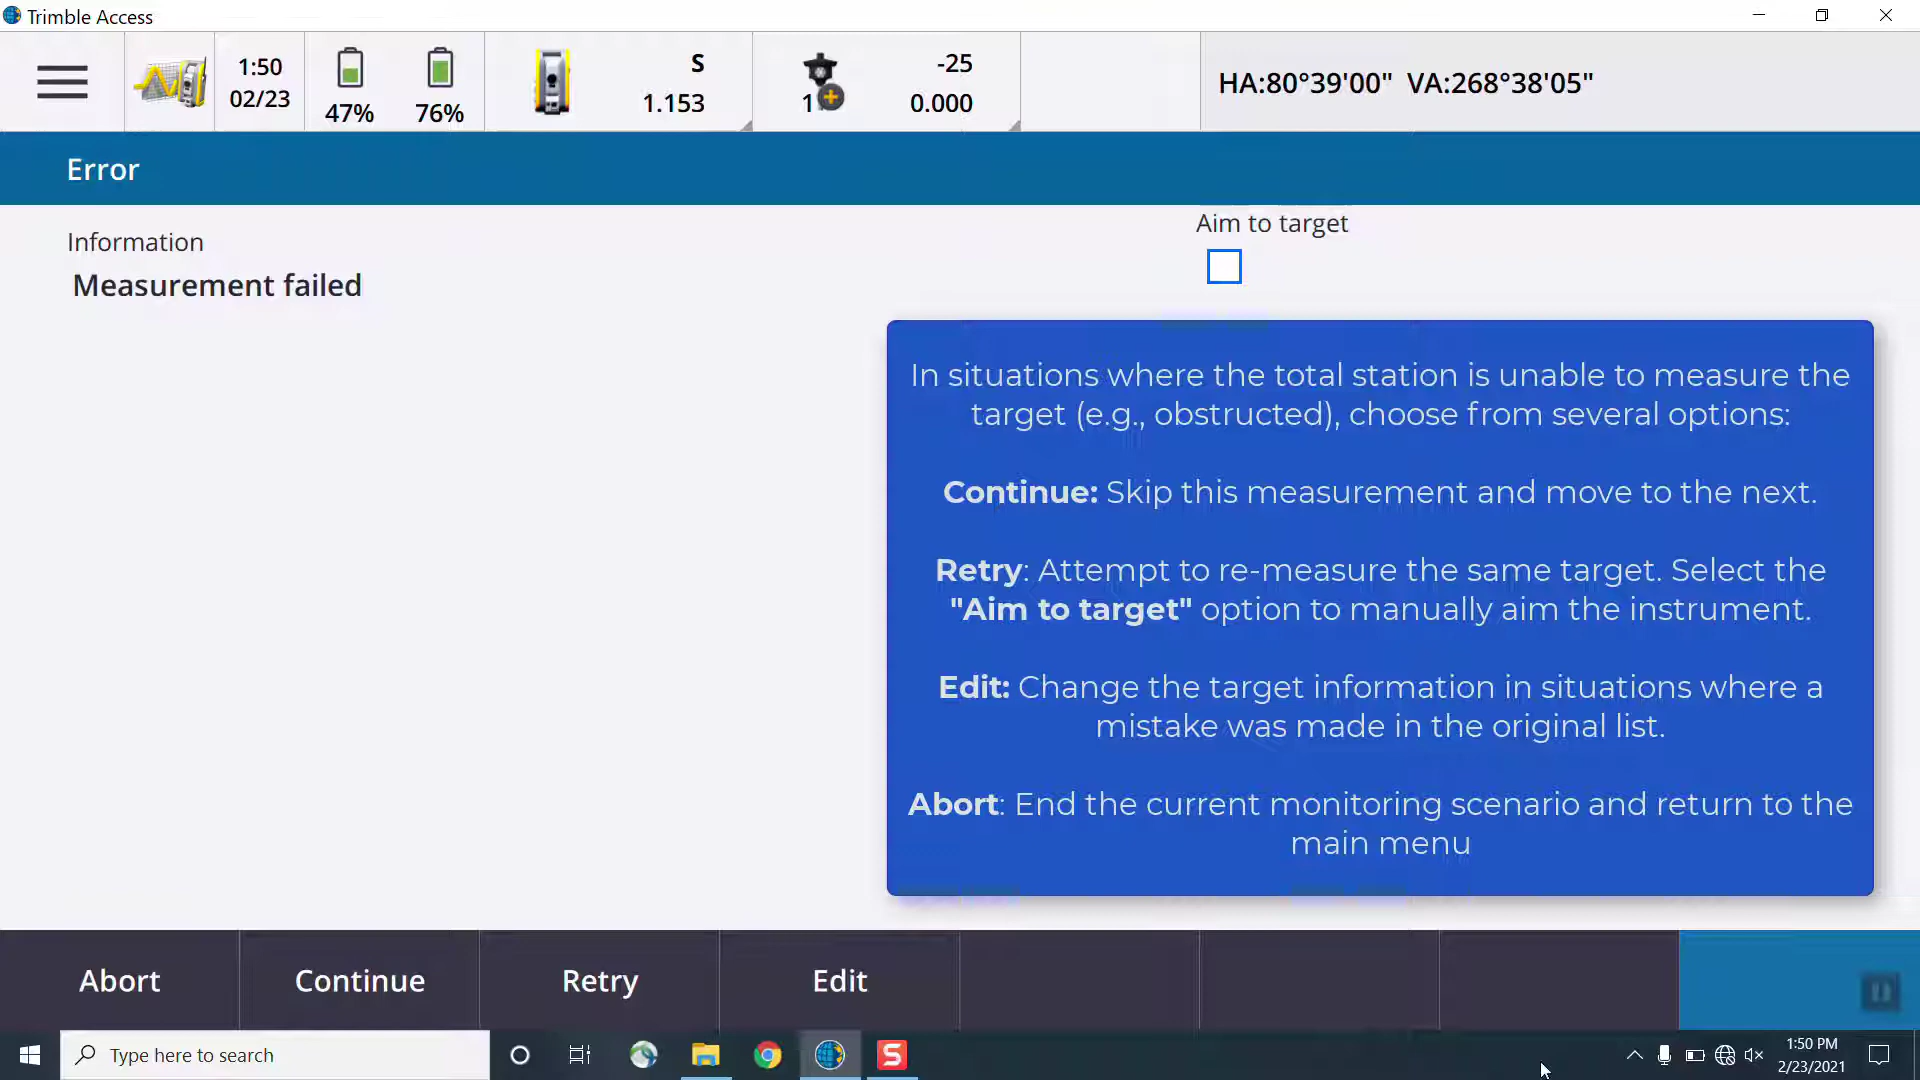 Trimble Access
1:50
02/23
47%
76%
S
1.153
1
-25
0.000
HA:80°39'00" VA:268°38'05"
Error
Information
Measurement failed
Aim to target
In situations where the total station is unable to measure the
target (e.g., obstructed), choose from several options:
Continue: Skip this measurement and move to the next.
Retry: Attempt to re-measure the same target. Select the
"Aim to target" option to manually aim the instrument.
Edit: Change the target information in situations where a
mistake was made in the original list.
Abort: End the current monitoring scenario and return to the
main menu
Abort
Continue
Retry
Edit
Type here to search
S
1:50 PM
2/23/2021